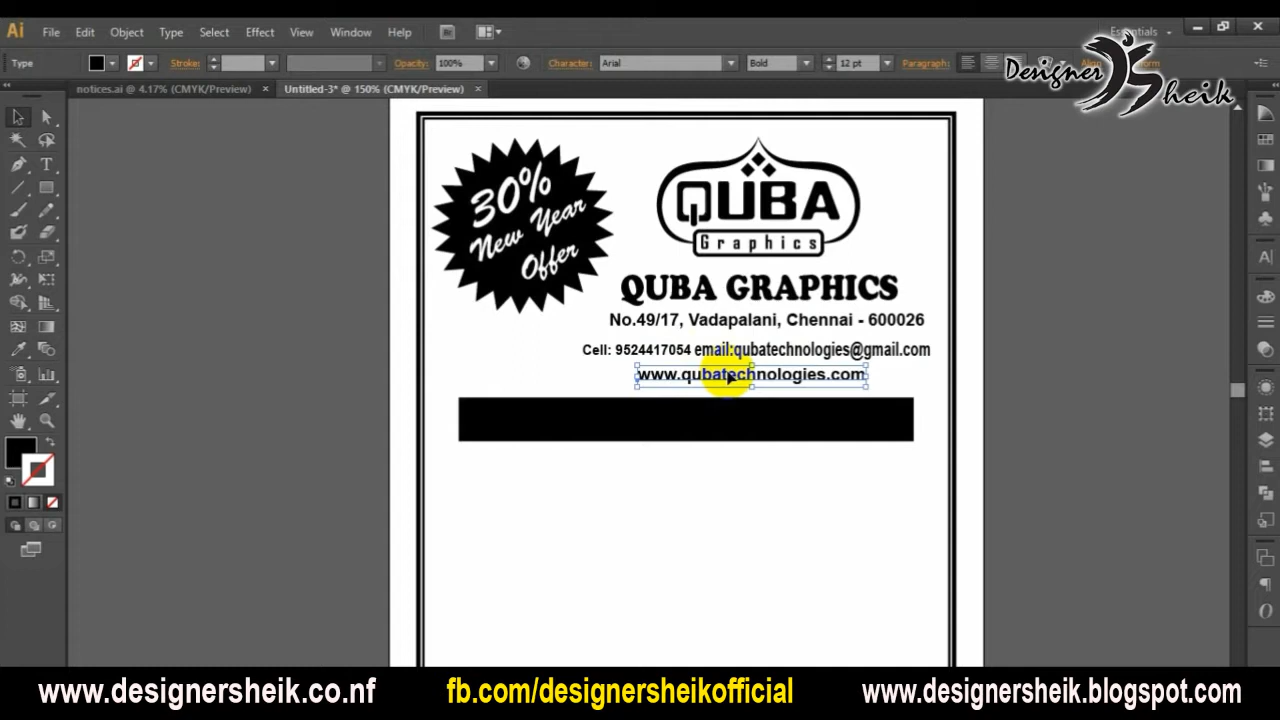 Ai File Edit Object Type Select Effect View Window Help Br Essentials
Type Stroke: Opacity: 100% Character: Arial Bold 12 pt Paragraph:
Designer Sheik
notices.ai @ 4.17% (CMYK/Preview) × Untitled-3* @ 150% (CMYK/Preview) ×
30%
New Year
Offer
QUBA
Graphics
QUBA GRAPHICS
No.49/17, Vadapalani, Chennai - 600026
Cell: 9524417054 email:qubatechnologies@gmail.com
www.qubatechnologies.com
www.designersheik.co.nf fb.com/designersheikofficial www.designersheik.blogspot.com